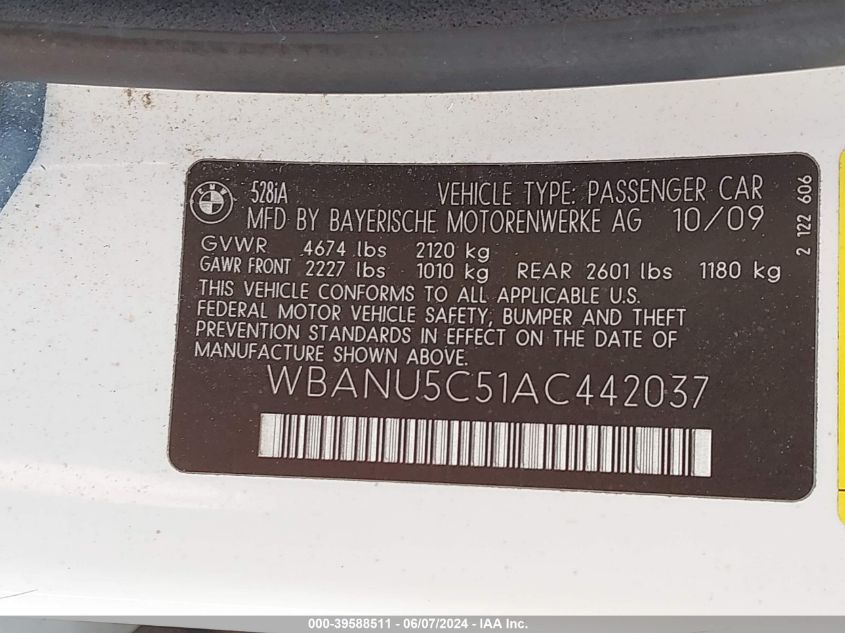 BMW
528iA VEHICLE TYPE: PASSENGER CAR
MFD BY BAYERISCHE MOTORENWERKE AG 10/09
GVWR 4674 lbs 2120 kg
GAWR FRONT 2227 lbs 1010 kg REAR 2601 lbs 1180 kg
THIS VEHICLE CONFORMS TO ALL APPLICABLE U.S.
FEDERAL MOTOR VEHICLE SAFETY, BUMPER AND THEFT
PREVENTION STANDARDS IN EFFECT ON THE DATE OF
MANUFACTURE SHOWN ABOVE.
WBANU5C51AC442037
2 122 606
000-39588511 - 06/07/2024 - IAA Inc.